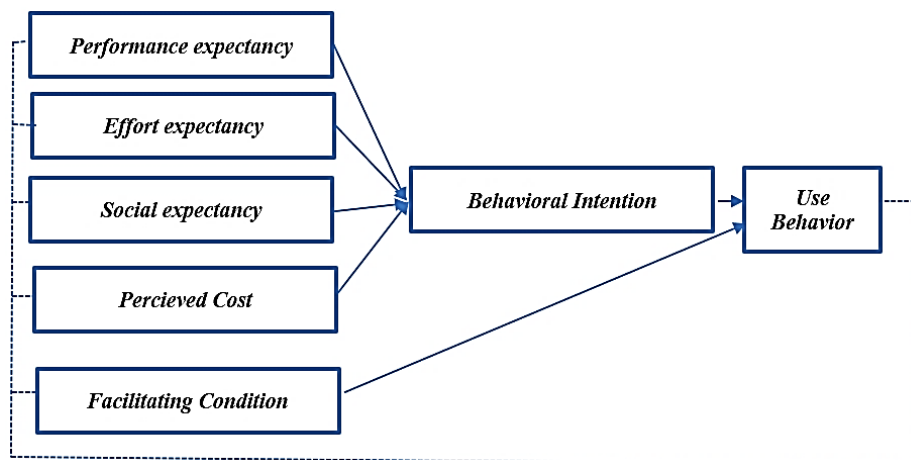 Performance expectancy
Effort expectancy
Social expectancy
Percieved Cost
Facilitating Condition
Behavioral Intention
Use
Behavior